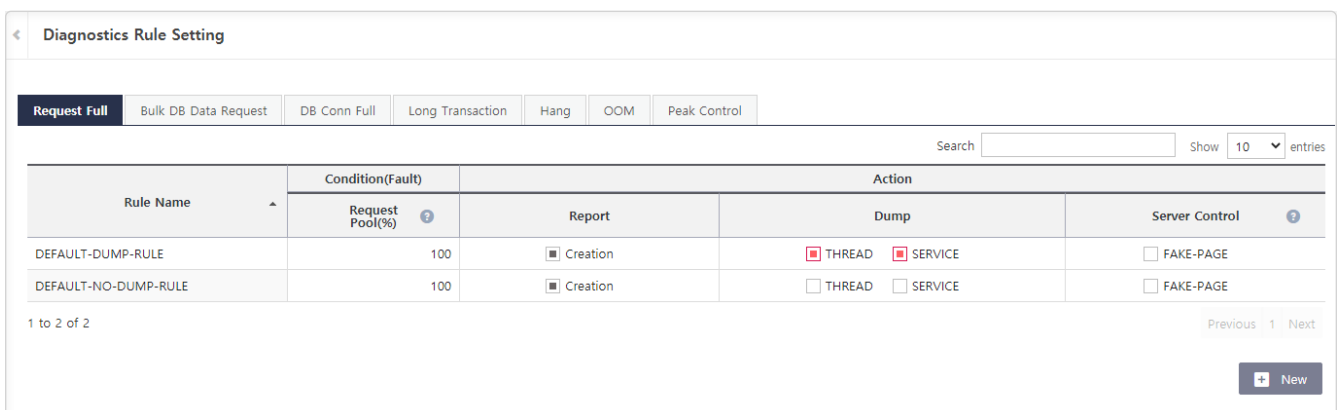 Diagnostics Rule Setting
Request Full Bulk DB Data Request DB Conn Full Long Transaction Hang OOM Peak Control
Search Show 10 entries
Rule Name Condition(Fault) Action
Request Pool(%) Report Dump Server Control
DEFAULT-DUMP-RULE 100 Creation THREAD SERVICE FAKE-PAGE
DEFAULT-NO-DUMP-RULE 100 Creation THREAD SERVICE FAKE-PAGE
1 to 2 of 2 Previous 1 Next
New